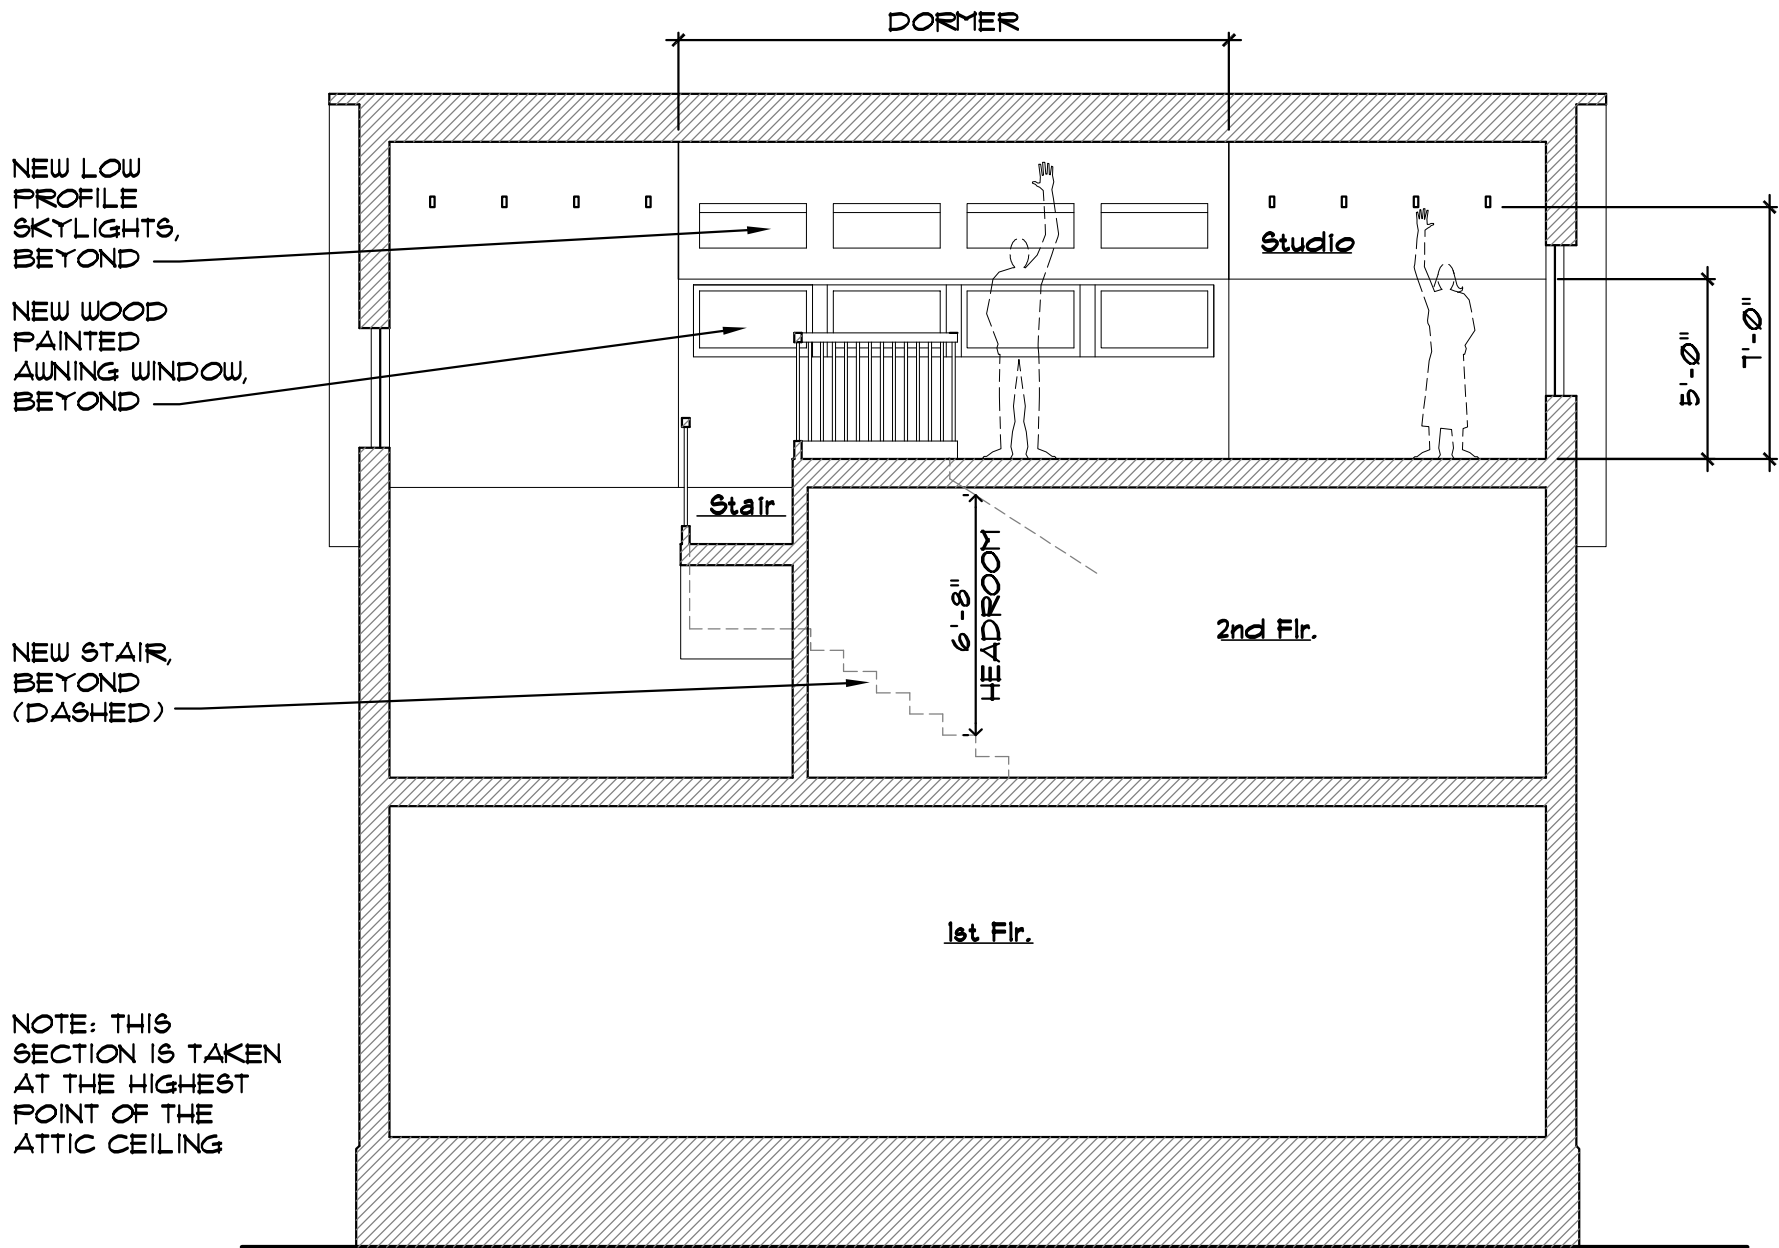 DORMER
NEW LOW
PROFILE
SKYLIGHTS,
BEYOND
Studio
NEW WOOD
PAINTED
AWNING WINDOW,
BEYOND
5'-0"
7'-0"
Stair
6'-8"
HEADROOM
2nd Flr.
NEW STAIR,
BEYOND
(DASHED)
1st Flr.
NOTE: THIS
SECTION IS TAKEN
AT THE HIGHEST
POINT OF THE
ATTIC CEILING